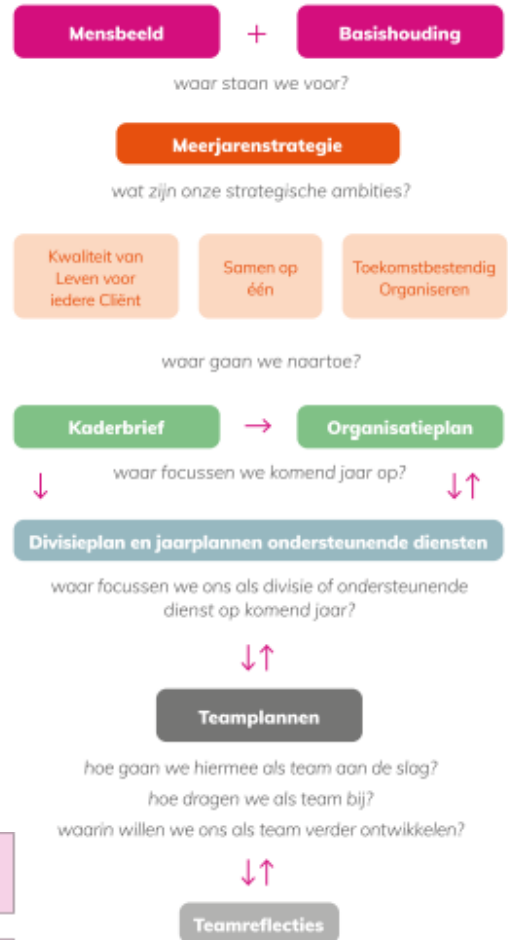 Mensbeeld + Basishouding
waar staan we voor?
Meerjarenstrategie
wat zijn onze strategische ambities?
Kwaliteit van
Leven voor
iedere Cliënt
Samen op
één
Toekomstbestendig
Organiseren
waar gaan we naartoe?
Kaderbrief → Organisatieplan
waar focussen we komend jaar op?
↓ ↓↑
Divisieplan en jaarplannen ondersteunende diensten
waar focussen we ons als divisie of ondersteunende
dienst op komend jaar?
↓↑
Teamplannen
hoe gaan we hiermee als team aan de slag?
hoe dragen we als team bij?
waarin willen we ons als team verder ontwikkelen?
↓↑
Teamreflecties